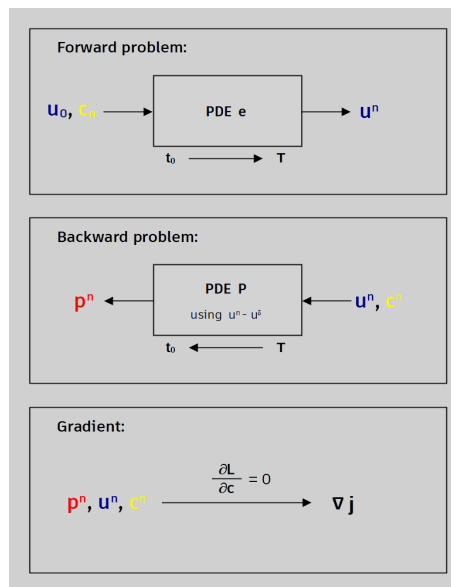 Forward problem:
u₀, cₙ PDE e uⁿ
t₀ T
Backward problem:
pⁿ PDE P uⁿ, cⁿ
using uⁿ - uᵟ
t₀ T
Gradient:
pⁿ, uⁿ, cⁿ ∂L/∂c = 0 ∇ j